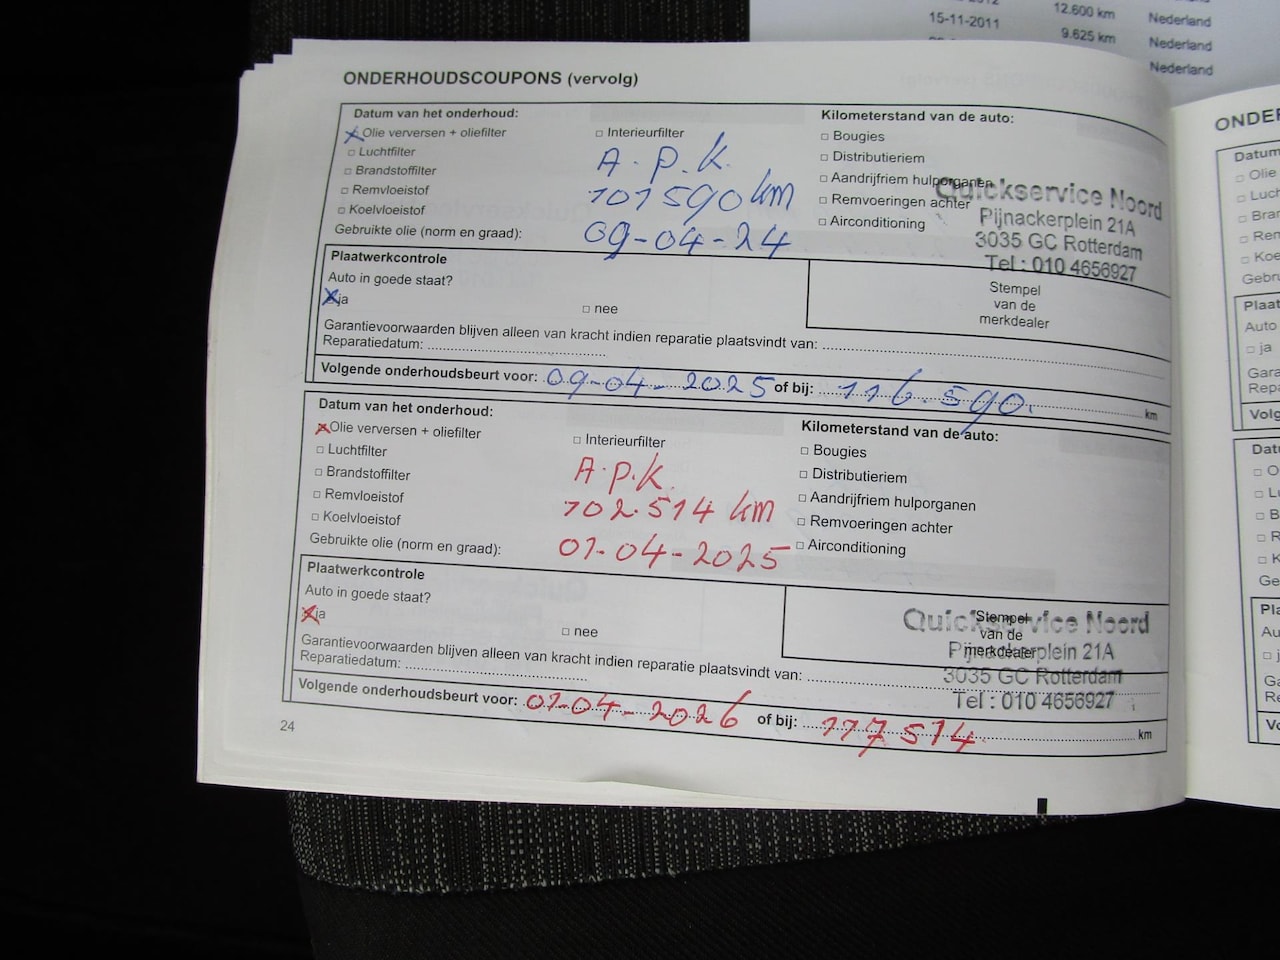 15-11-2011 12.600 km Nederland
9.625 km Nederland
Nederland
ONDERHOUDSCOUPONS (vervolg)
Datum van het onderhoud: Kilometerstand van de auto:
Olie verversen + oliefilter Interieurfilter Bougies
Luchtfilter A.P.K. Distributieriem
Brandstoffilter Aandrijfriem hulporganen
Remvloeistof 101590 km Remvoeringen achter
Koelvloeistof Airconditioning
Gebruikte olie (norm en graad): 09-04-24
Quickservice Noord
Pijnackerplein 21A
3035 GC Rotterdam
Tel : 010 4656927
Plaatwerkcontrole
Auto in goede staat?
ja nee
Stempel
van de
merkdealer
Garantievoorwaarden blijven alleen van kracht indien reparatie plaatsvindt van:
Reparatiedatum:
Volgende onderhoudsbeurt voor: 09-04-2025 of bij: 116.590. km
Datum van het onderhoud: Kilometerstand van de auto:
Olie verversen + oliefilter Interieurfilter Bougies
Luchtfilter A.P.K. Distributieriem
Brandstoffilter Aandrijfriem hulporganen
Remvloeistof 102.514 km Remvoeringen achter
Koelvloeistof Airconditioning
Gebruikte olie (norm en graad): 01-04-2025
Plaatwerkcontrole
Auto in goede staat?
ja nee
Stempel
van de
merkdealer
Quickservice Noord
Pijnackerplein 21A
3035 GC Rotterdam
Tel : 010 4656927
Garantievoorwaarden blijven alleen van kracht indien reparatie plaatsvindt van:
Reparatiedatum:
Volgende onderhoudsbeurt voor: 01-04-2026 of bij: 117514 km
24